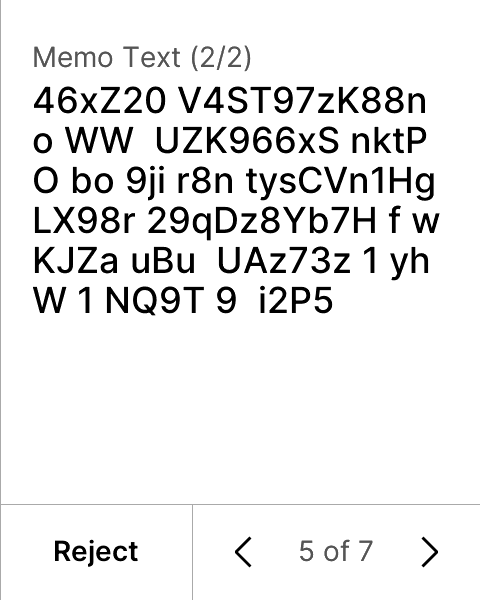 Memo Text (2/2)
46xZ20 V4ST97zK88n
o WW  UZK966xS nktP
O bo 9ji r8n tysCVn1Hg
LX98r 29qDz8Yb7H f w
KJZa uBu  UAz73z 1 yh
W 1 NQ9T 9  i2P5
Reject
5 of 7